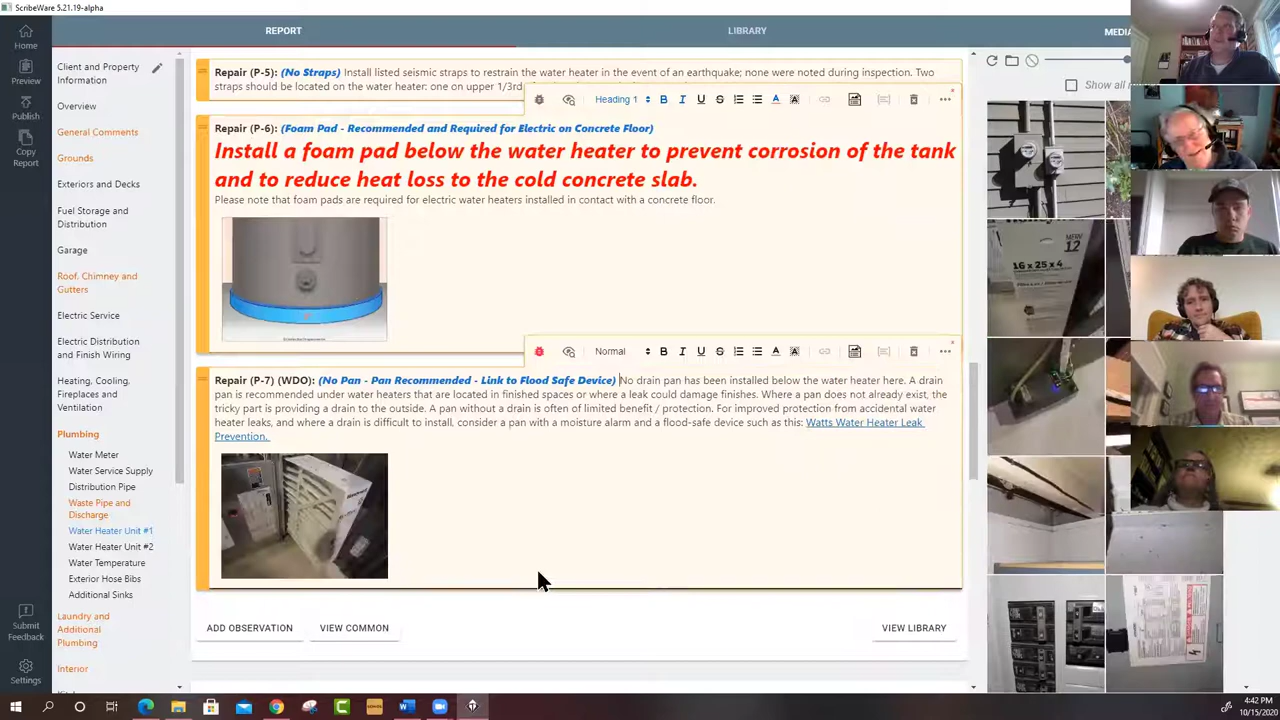 ScribeWare 5.21.19-alpha
REPORT
LIBRARY
MEDIA
Home
Preview
Publish
Copy
Report
Submit
Feedback
Settings
Client and Property
Information
Overview
General Comments
Grounds
Exteriors and Decks
Fuel Storage and
Distribution
Garage
Roof, Chimney and
Gutters
Electric Service
Electrical Distribution
and Finish Wiring
Heating, Cooling,
Fireplaces and
Ventilation
Plumbing
Water Meter
Water Service Supply
Distribution Pipe
Waste Pipe and
Discharge
Water Heater Unit #1
Water Heater Unit #2
Water Temperature
Exterior Hose Bibs
Additional Sinks
Laundry and
Additional
Plumbing
Interior
Repair (P-5): (No Straps) Install listed seismic straps to restrain the water heater in the event of an earthquake; none were noted during inspection. Two
straps should be located on the water heater: one on upper 1/3rd
Heading 1
Repair (P-6): (Foam Pad - Recommended and Required for Electric on Concrete Floor)
Install a foam pad below the water heater to prevent corrosion of the tank
and to reduce heat loss to the cold concrete slab.
Please note that foam pads are required for electric water heaters installed in contact with a concrete floor.
Normal
Repair (P-7) (WDO): (No Pan - Pan Recommended - Link to Flood Safe Device) No drain pan has been installed below the water heater here. A drain
pan is recommended under water heaters that are located in finished spaces or where a leak could damage finishes. Where a pan does not already exist, the
tricky part is providing a drain to the outside. A pan without a drain is often of limited benefit / protection. For improved protection from accidental water
heater leaks, and where a drain is difficult to install, consider a pan with a moisture alarm and a flood-safe device such as this: Watts Water Heater Leak
Prevention.
ADD OBSERVATION
VIEW COMMON
VIEW LIBRARY
Show all
MERV
12
16 x 25 x 4
4:42 PM
10/15/2020